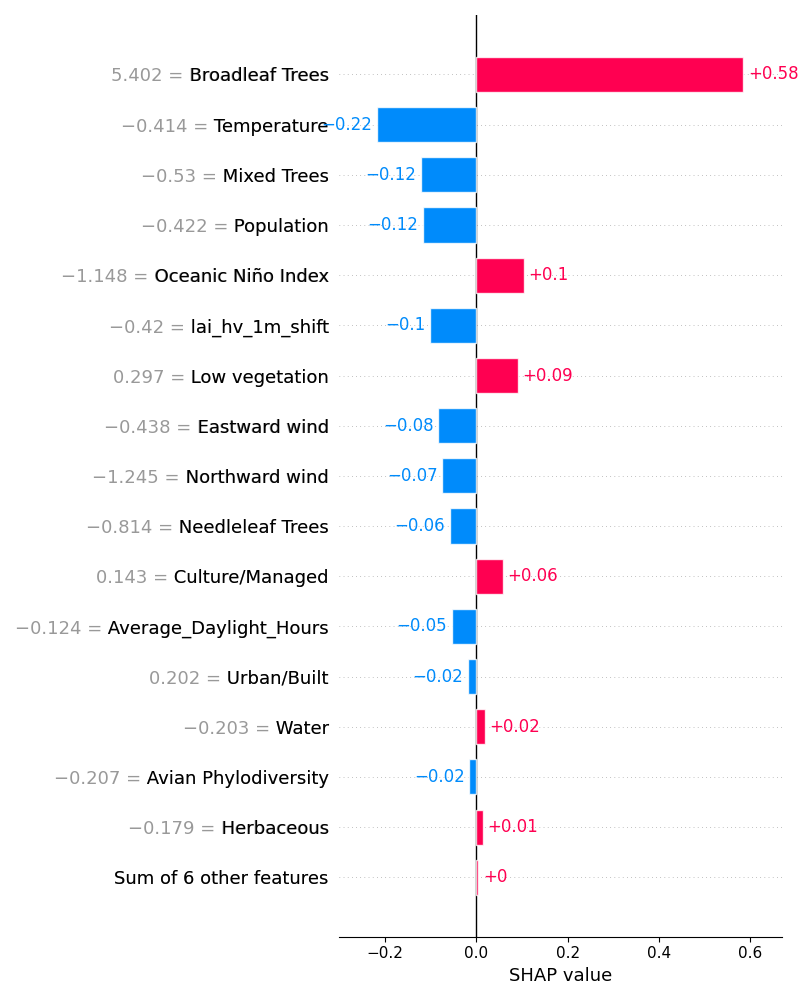 5.402 = Broadleaf Trees +0.58
−0.414 = Temperature −0.22
−0.53 = Mixed Trees −0.12
−0.422 = Population −0.12
−1.148 = Oceanic Niño Index +0.1
−0.42 = lai_hv_1m_shift −0.1
0.297 = Low vegetation +0.09
−0.438 = Eastward wind −0.08
−1.245 = Northward wind −0.07
−0.814 = Needleleaf Trees −0.06
0.143 = Culture/Managed +0.06
−0.124 = Average_Daylight_Hours −0.05
0.202 = Urban/Built −0.02
−0.203 = Water +0.02
−0.207 = Avian Phylodiversity −0.02
−0.179 = Herbaceous +0.01
Sum of 6 other features +0
−0.2 0.0 0.2 0.4 0.6
SHAP value